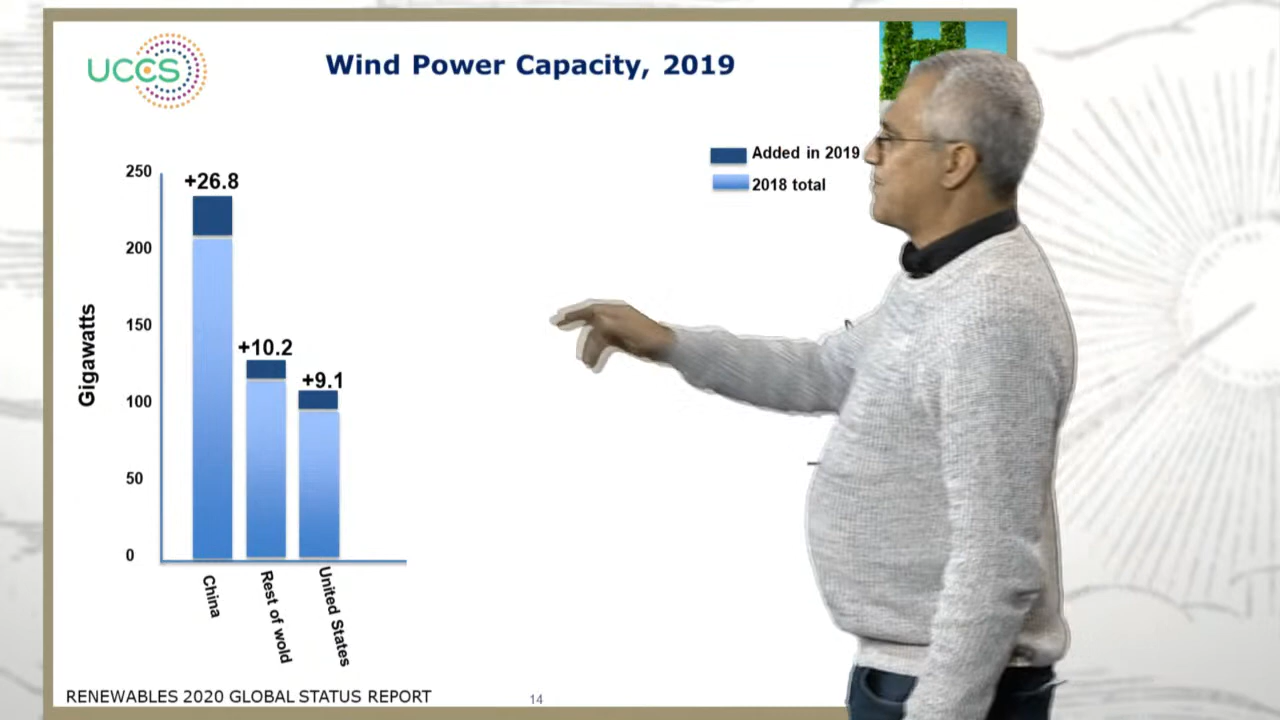 UCCS
Wind Power Capacity, 2019
Added in 2019
2018 total
Gigawatts
250
200
150
100
50
0
+26.8
+10.2
+9.1
China
Rest of wold
United States
RENEWABLES 2020 GLOBAL STATUS REPORT
14